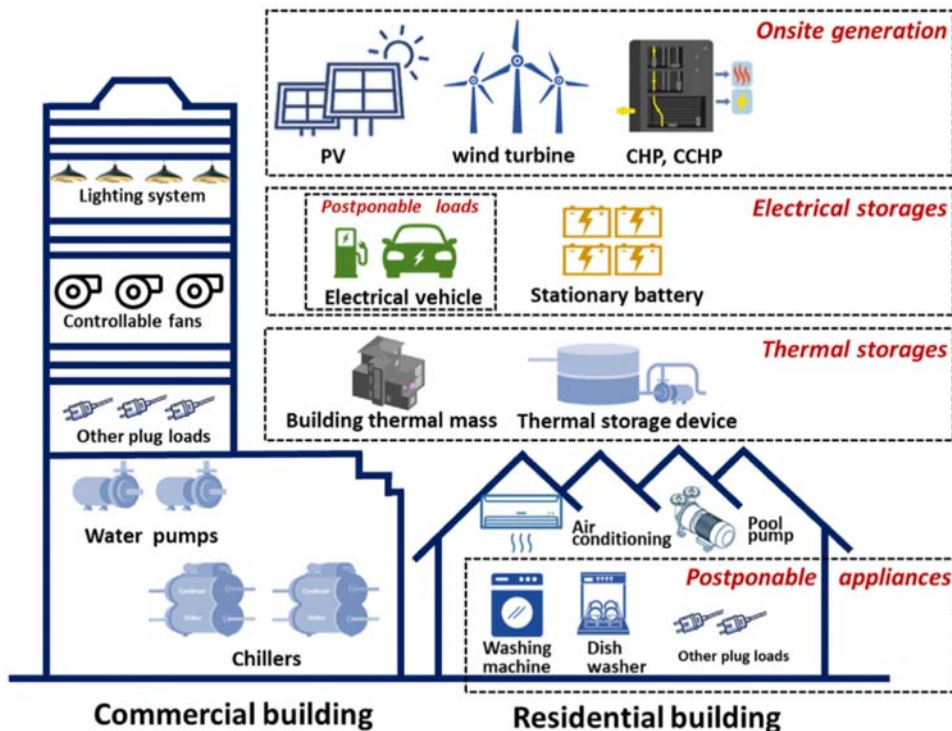 Onsite generation
PV
wind turbine
CHP, CCHP
Lighting system
Postponable loads
Electrical storages
Electrical vehicle
Stationary battery
Controllable fans
Thermal storages
Building thermal mass
Thermal storage device
Other plug loads
Water pumps
Air
conditioning
Pool
pump
Postponable appliances
Chillers
Washing
machine
Dish
washer
Other plug loads
Commercial building
Residential building